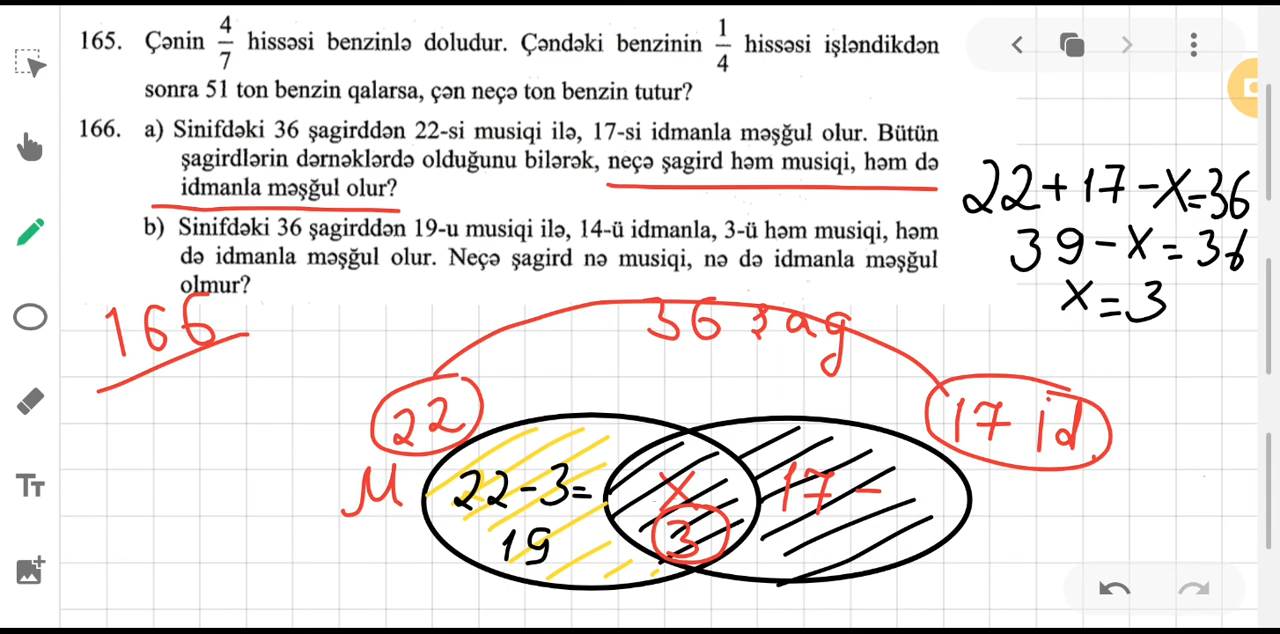 165. Çənin 4/7 hissəsi benzinlə doludur. Çəndəki benzinin 1/4 hissəsi işləndikdən
sonra 51 ton benzin qalarsa, çən neçə ton benzin tutur?
166. a) Sinifdəki 36 şagirddən 22-si musiqi ilə, 17-si idmanla məşğul olur. Bütün
şagirdlərin dərnəklərdə olduğunu bilərək, neçə şagird həm musiqi, həm də
idmanla məşğul olur?
b) Sinifdəki 36 şagirddən 19-u musiqi ilə, 14-ü idmanla, 3-ü həm musiqi, həm
də idmanla məşğul olur. Neçə şagird nə musiqi, nə də idmanla məşğul
olmur?
22+17-x=36
39-x=36
x=3
166
36 şag
22
17 id.
M
22-3=
19
x
3
17-
TT